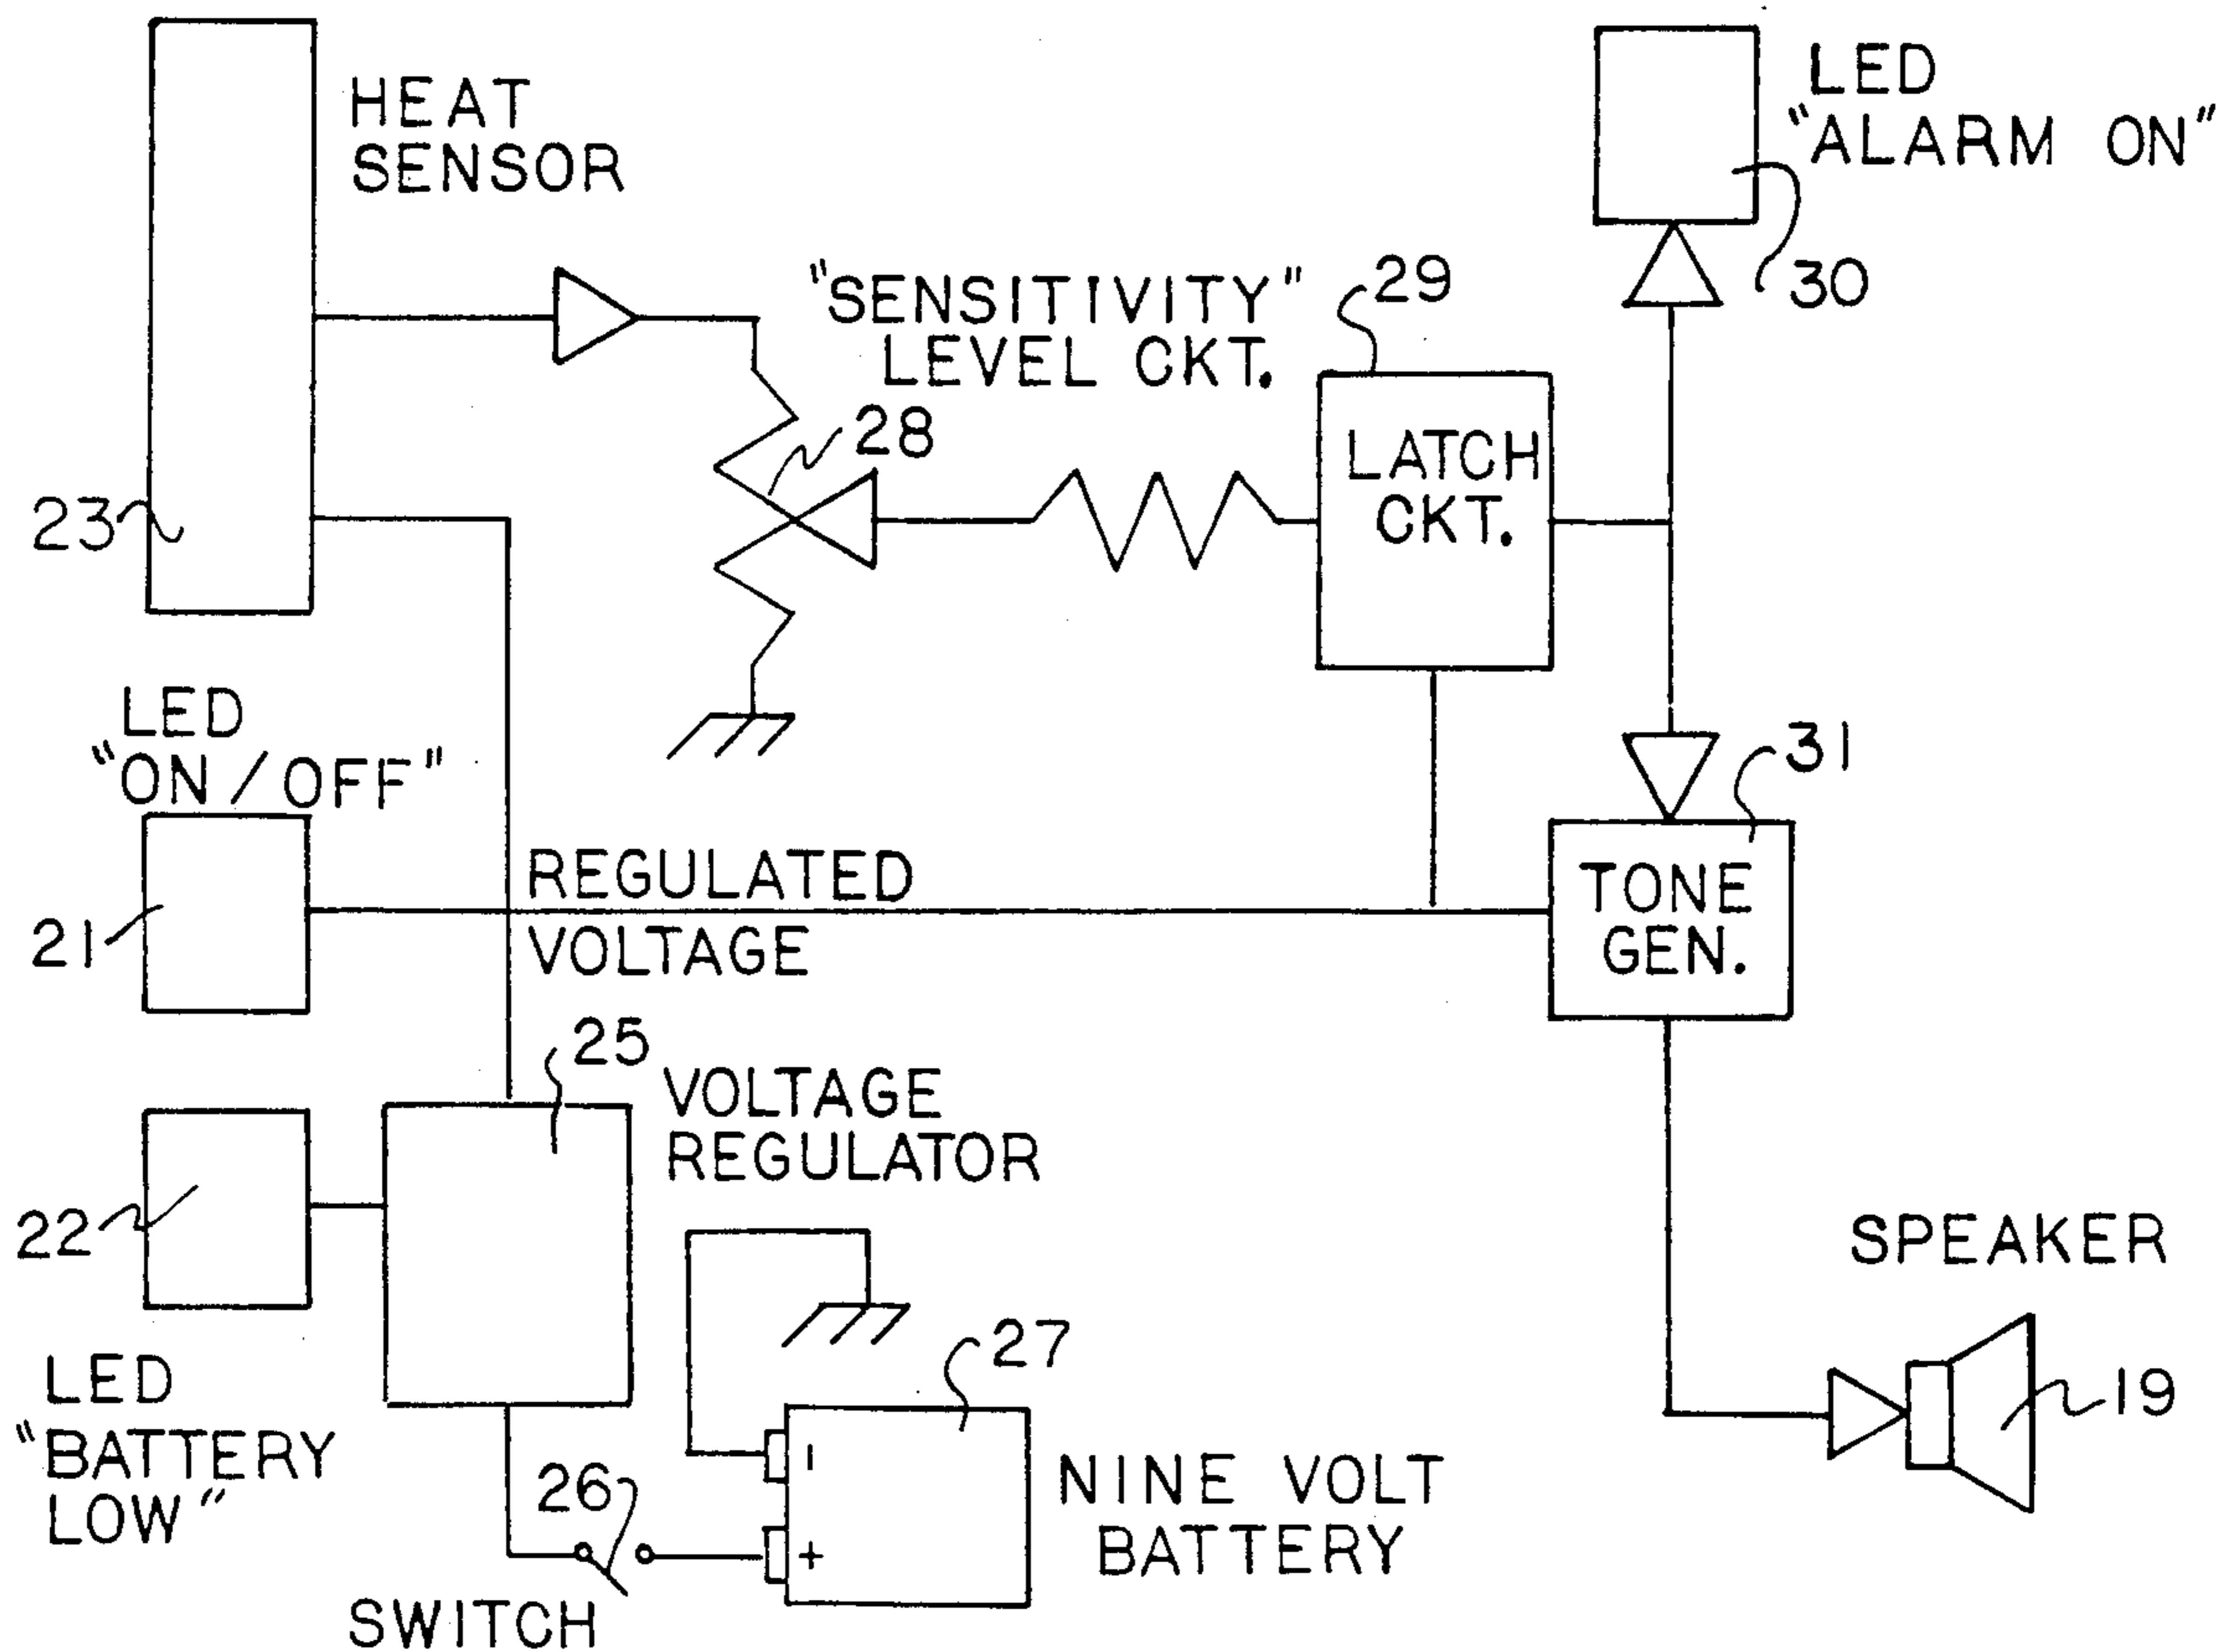 HEAT
SENSOR
23
LED
"ALARM ON"
30
"SENSITIVITY"
LEVEL CKT.
28
29
LATCH
CKT.
LED
"ON/OFF"
21
REGULATED
VOLTAGE
31
TONE
GEN.
25
VOLTAGE
REGULATOR
22
LED
"BATTERY
LOW"
26
SWITCH
27
-
+
NINE VOLT
BATTERY
SPEAKER
19